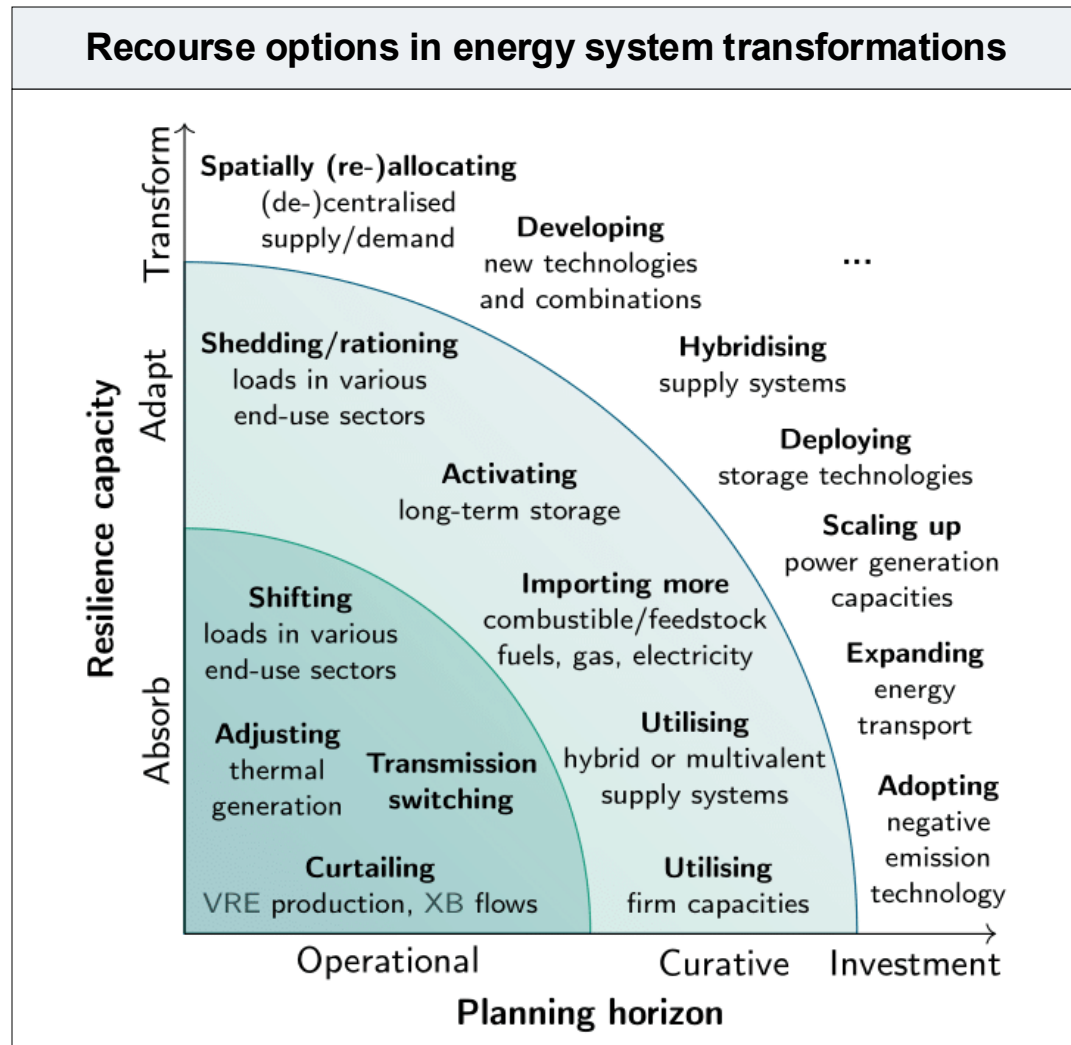 Recourse options in energy system transformations
Resilience capacity
Transform
Adapt
Absorb
Spatially (re-)allocating
(de-)centralised
supply/demand
Developing
new technologies
and combinations
...
Shedding/rationing
loads in various
end-use sectors
Hybridising
supply systems
Activating
long-term storage
Deploying
storage technologies
Scaling up
power generation
capacities
Shifting
loads in various
end-use sectors
Importing more
combustible/feedstock
fuels, gas, electricity
Expanding
energy
transport
Adjusting
thermal
generation
Transmission
switching
Utilising
hybrid or multivalent
supply systems
Adopting
negative
emission
technology
Curtailing
VRE production, XB flows
Utilising
firm capacities
Operational
Curative
Investment
Planning horizon